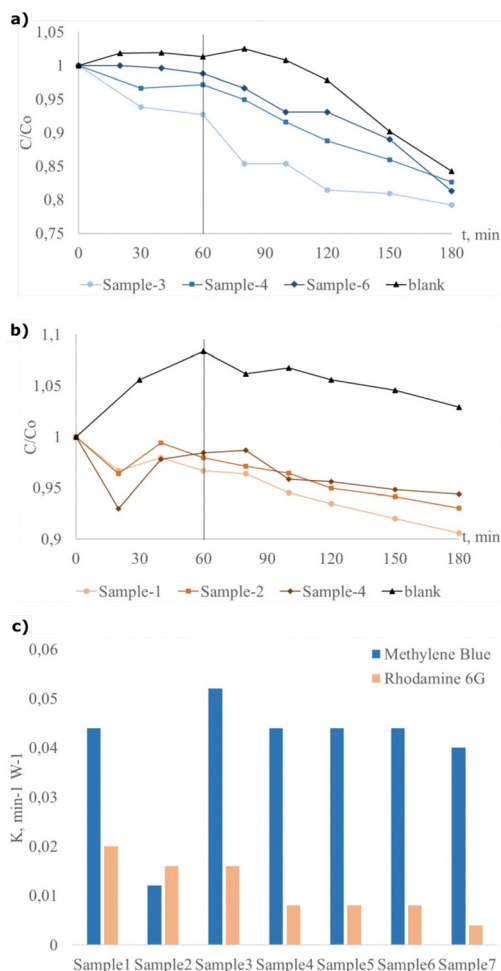 a)
1,05
1
0,95
0,9
0,85
0,8
0,75
C/Co
0 30 60 90 120 150 180
t, min
Sample-3 Sample-4 Sample-6 blank
b)
1,1
1,05
1
0,95
0,9
C/Co
0 30 60 90 120 150 180
t, min
Sample-1 Sample-2 Sample-4 blank
c)
0,06
0,05
0,04
0,03
0,02
0,01
0
K, min-1 W-1
Methylene Blue
Rhodamine 6G
Sample1 Sample2 Sample3 Sample4 Sample5 Sample6 Sample7